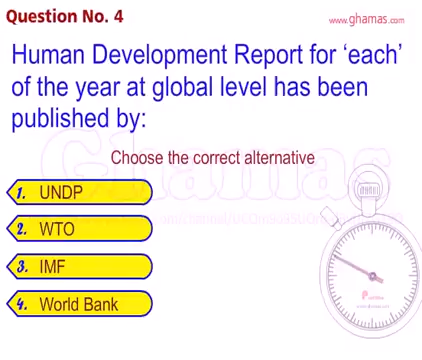 Question No. 4
www.ghamas.com
Human Development Report for ‘each’
of the year at global level has been
published by:
Ghamas
Choose the correct alternative
1. UNDP
2. WTO
3. IMF
4. World Bank